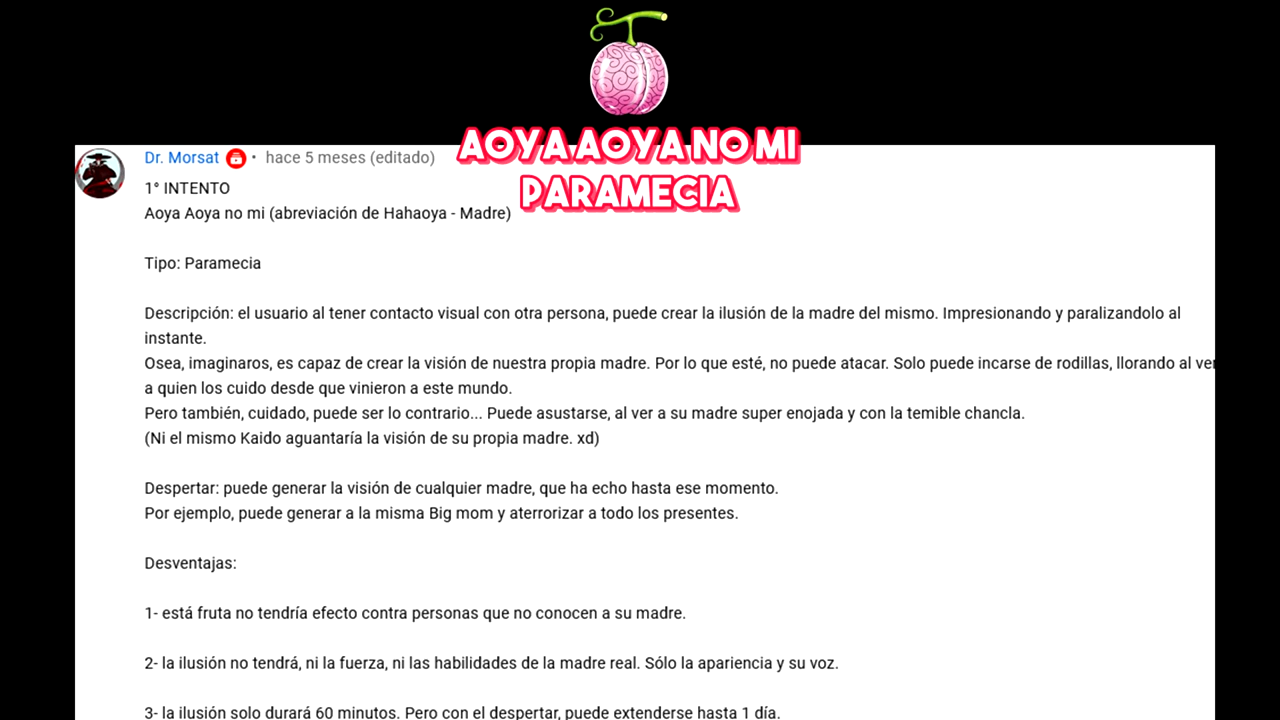 AOYA AOYA NO MI
PARAMECIA
Dr. Morsat • hace 5 meses (editado)
1° INTENTO
Aoya Aoya no mi (abreviación de Hahaoya - Madre)
Tipo: Paramecia
Descripción: el usuario al tener contacto visual con otra persona, puede crear la ilusión de la madre del mismo. Impresionando y paralizandolo al
instante.
Osea, imaginaros, es capaz de crear la visión de nuestra propia madre. Por lo que esté, no puede atacar. Solo puede incarse de rodillas, llorando al ver
a quien los cuido desde que vinieron a este mundo.
Pero también, cuidado, puede ser lo contrario... Puede asustarse, al ver a su madre super enojada y con la temible chancla.
(Ni el mismo Kaido aguantaría la visión de su propia madre. xd)
Despertar: puede generar la visión de cualquier madre, que ha echo hasta ese momento.
Por ejemplo, puede generar a la misma Big mom y aterrorizar a todo los presentes.
Desventajas:
1- está fruta no tendría efecto contra personas que no conocen a su madre.
2- la ilusión no tendrá, ni la fuerza, ni las habilidades de la madre real. Sólo la apariencia y su voz.
3- la ilusión solo durará 60 minutos. Pero con el despertar, puede extenderse hasta 1 día.